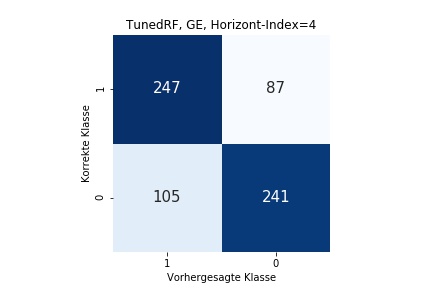 TunedRF, GE, Horizont-Index=4
Korrekte Klasse
1
247
87
0
105
241
1
0
Vorhergesagte Klasse